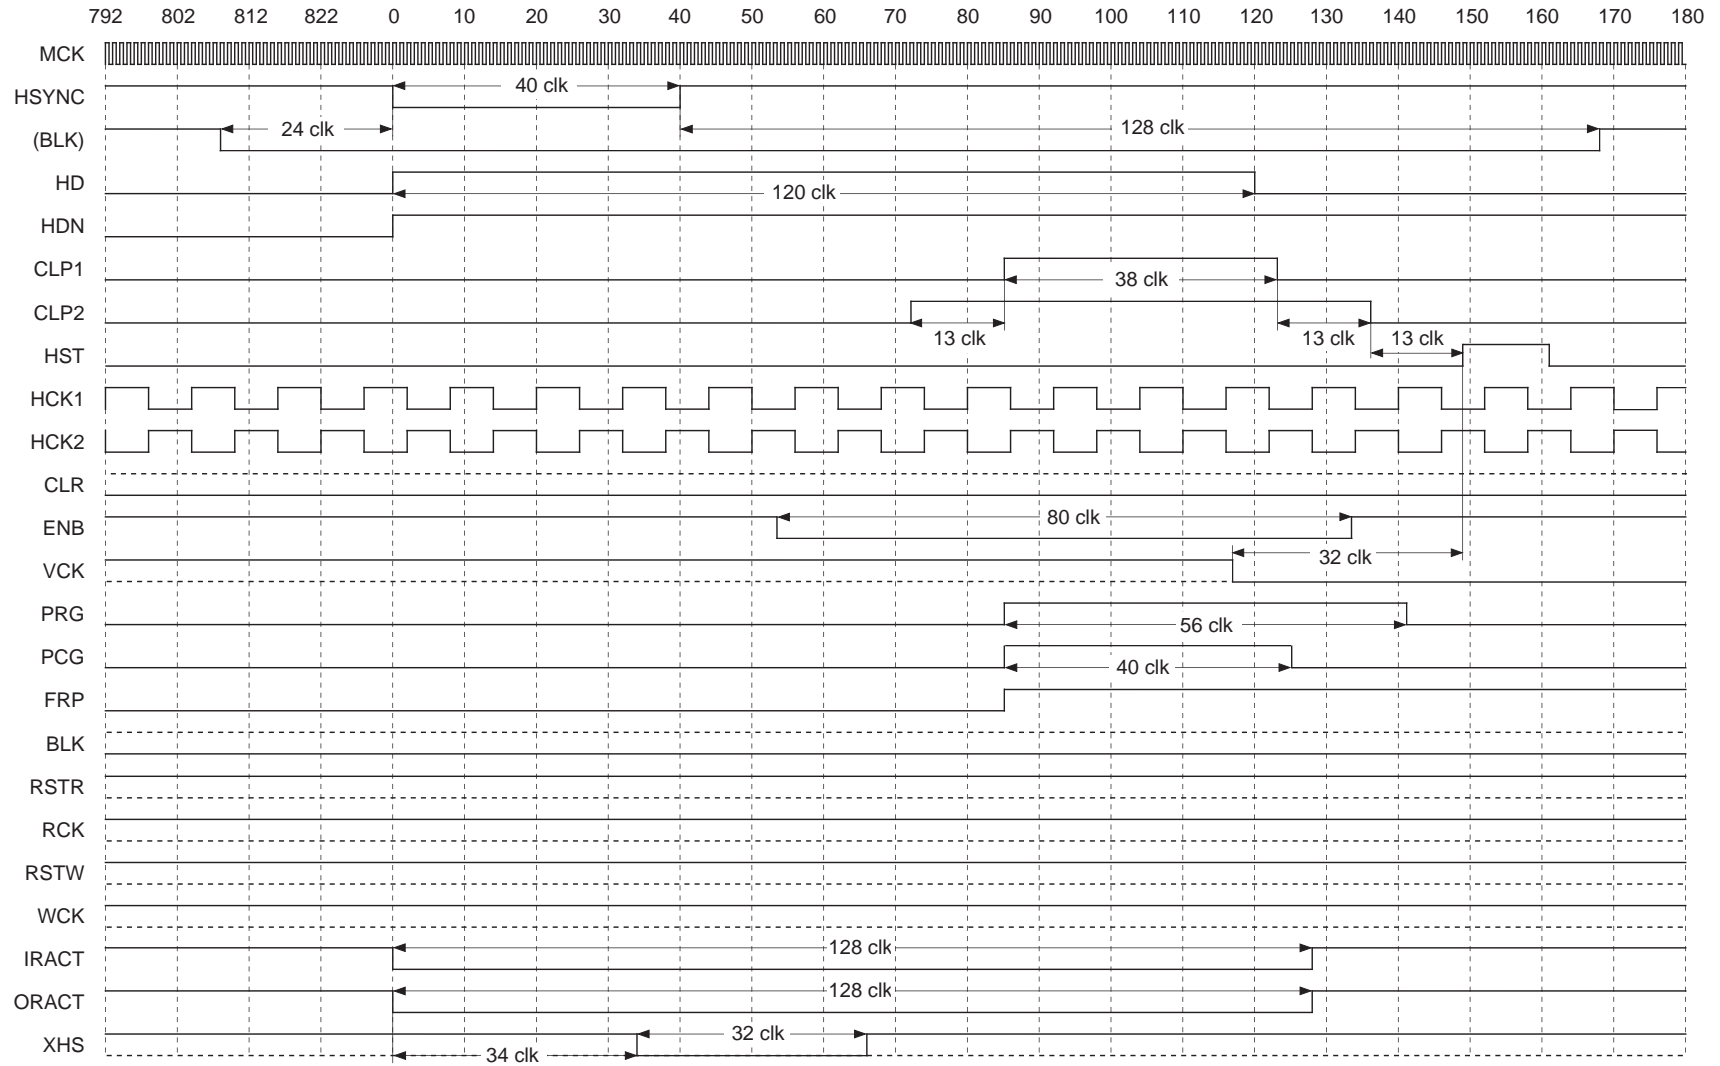 792 802 812 822 0 10 20 30 40 50 60 70 80 90 100 110 120 130 140 150 160 170 180
MCK
HSYNC 40 clk
(BLK) 24 clk 128 clk
HD 120 clk
HDN
CLP1 38 clk
CLP2 13 clk 13 clk 13 clk
HST
HCK1
HCK2
CLR
ENB 80 clk
VCK 32 clk
PRG 56 clk
PCG 40 clk
FRP
BLK
RSTR
RCK
RSTW
WCK
IRACT 128 clk
ORACT 128 clk
XHS 34 clk 32 clk